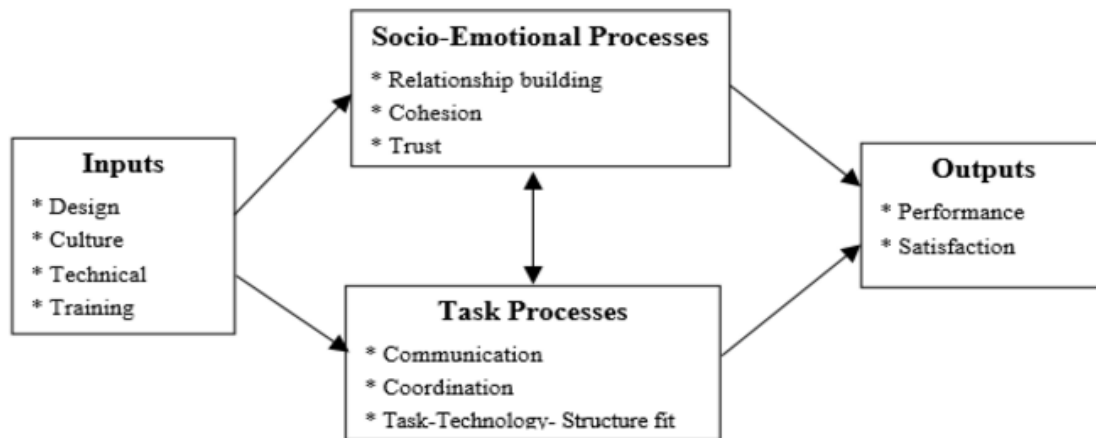 Socio-Emotional Processes
* Relationship building
* Cohesion
* Trust
Inputs
* Design
* Culture
* Technical
* Training
Outputs
* Performance
* Satisfaction
Task Processes
* Communication
* Coordination
* Task-Technology- Structure fit